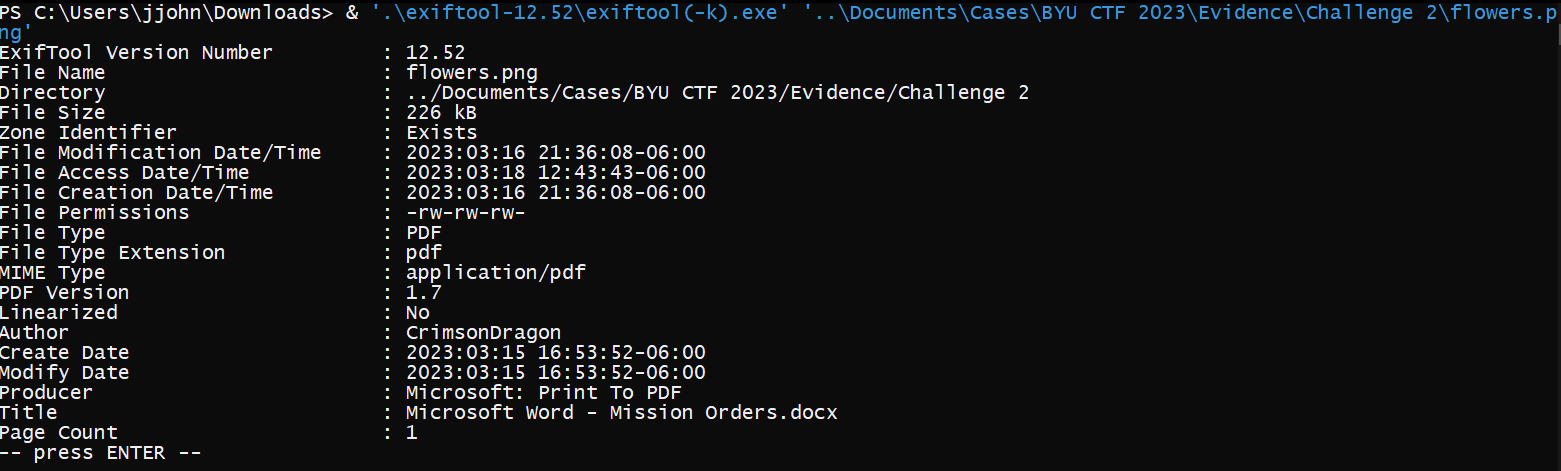 PS C:\Users\jjohn\Downloads> & '.\exiftool-12.52\exiftool(-k).exe' '..\Documents\Cases\BYU CTF 2023\Evidence\Challenge 2\flowers.p
ng'
ExifTool Version Number : 12.52
File Name : flowers.png
Directory : ../Documents/Cases/BYU CTF 2023/Evidence/Challenge 2
File Size : 226 kB
Zone Identifier : Exists
File Modification Date/Time : 2023:03:16 21:36:08-06:00
File Access Date/Time : 2023:03:18 12:43:43-06:00
File Creation Date/Time : 2023:03:16 21:36:08-06:00
File Permissions : -rw-rw-rw-
File Type : PDF
File Type Extension : pdf
MIME Type : application/pdf
PDF Version : 1.7
Linearized : No
Author : CrimsonDragon
Create Date : 2023:03:15 16:53:52-06:00
Modify Date : 2023:03:15 16:53:52-06:00
Producer : Microsoft: Print To PDF
Title : Microsoft Word - Mission Orders.docx
Page Count : 1
-- press ENTER --